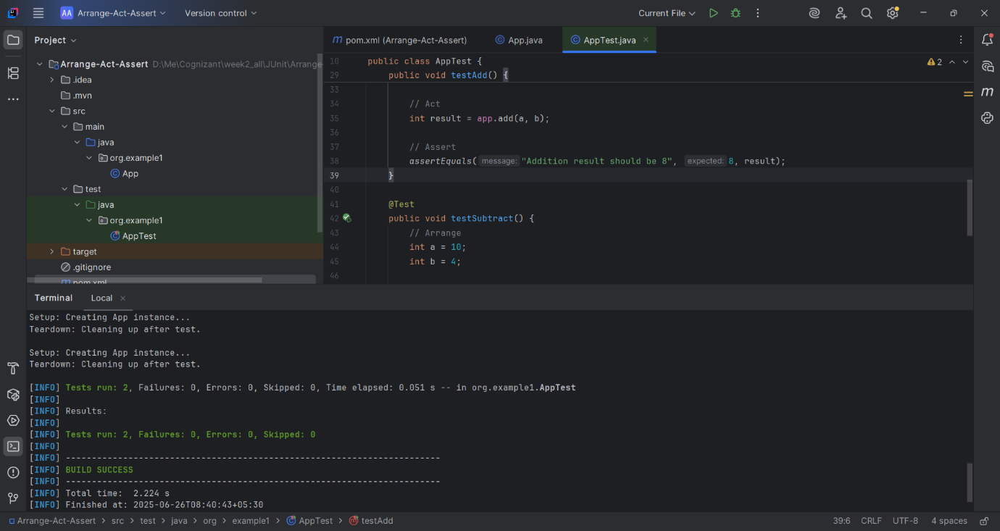 AA Arrange-Act-Assert Version control Current File
Project
Arrange-Act-Assert D:\Me\Cognizant\week2_all\JUnit\Arrange
.idea
.mvn
src
main
java
org.example1
App
test
java
org.example1
AppTest
target
.gitignore
pom.xml
pom.xml (Arrange-Act-Assert) App.java AppTest.java
10 public class AppTest {
29 public void testAdd() {
2
33
34 // Act
35 int result = app.add(a, b);
36
37 // Assert
38 assertEquals( message: "Addition result should be 8", expected: 8, result);
39 }
40
41 @Test
42 public void testSubtract() {
43 // Arrange
44 int a = 10;
45 int b = 4;
46
Terminal Local
Setup: Creating App instance...
Teardown: Cleaning up after test.
Setup: Creating App instance...
Teardown: Cleaning up after test.
[INFO] Tests run: 2, Failures: 0, Errors: 0, Skipped: 0, Time elapsed: 0.051 s -- in org.example1.AppTest
[INFO]
[INFO] Results:
[INFO]
[INFO] Tests run: 2, Failures: 0, Errors: 0, Skipped: 0
[INFO]
[INFO] ------------------------------------------------------------------------
[INFO] BUILD SUCCESS
[INFO] ------------------------------------------------------------------------
[INFO] Total time:  2.224 s
[INFO] Finished at: 2025-06-26T08:40:43+05:30
Arrange-Act-Assert > src > test > java > org > example1 > AppTest > testAdd 39:6 CRLF UTF-8 4 spaces